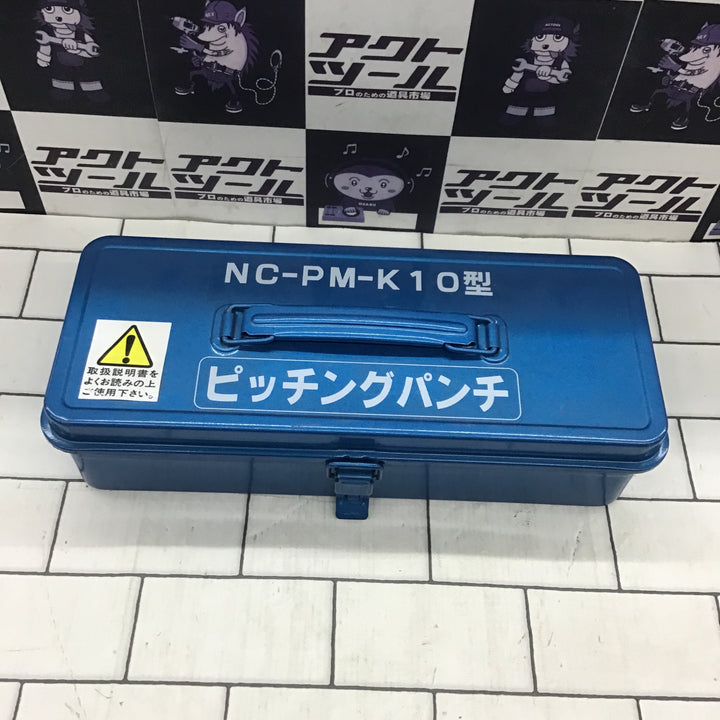 アクト
ツール
プロのための道具市場
アクト
ツール
プロのための道具市場
アクト
ツール
プロのための道具市場
アクト
ツール
プロのための道具市場
アクト
ツール
プロのための道具市場
NC-PM-K10型
取扱説明書を
よくお読みの上
ご使用下さい。
ピッチングパンチ